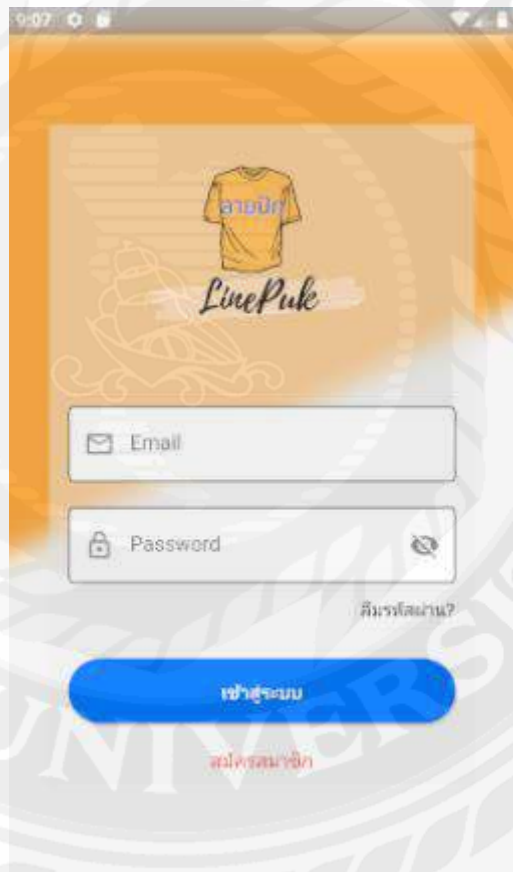 9:07
ลายปัก
LinePuk
Email
Password
ลืมรหัสผ่าน?
เข้าสู่ระบบ
สมัครสมาชิก
UNIVERS